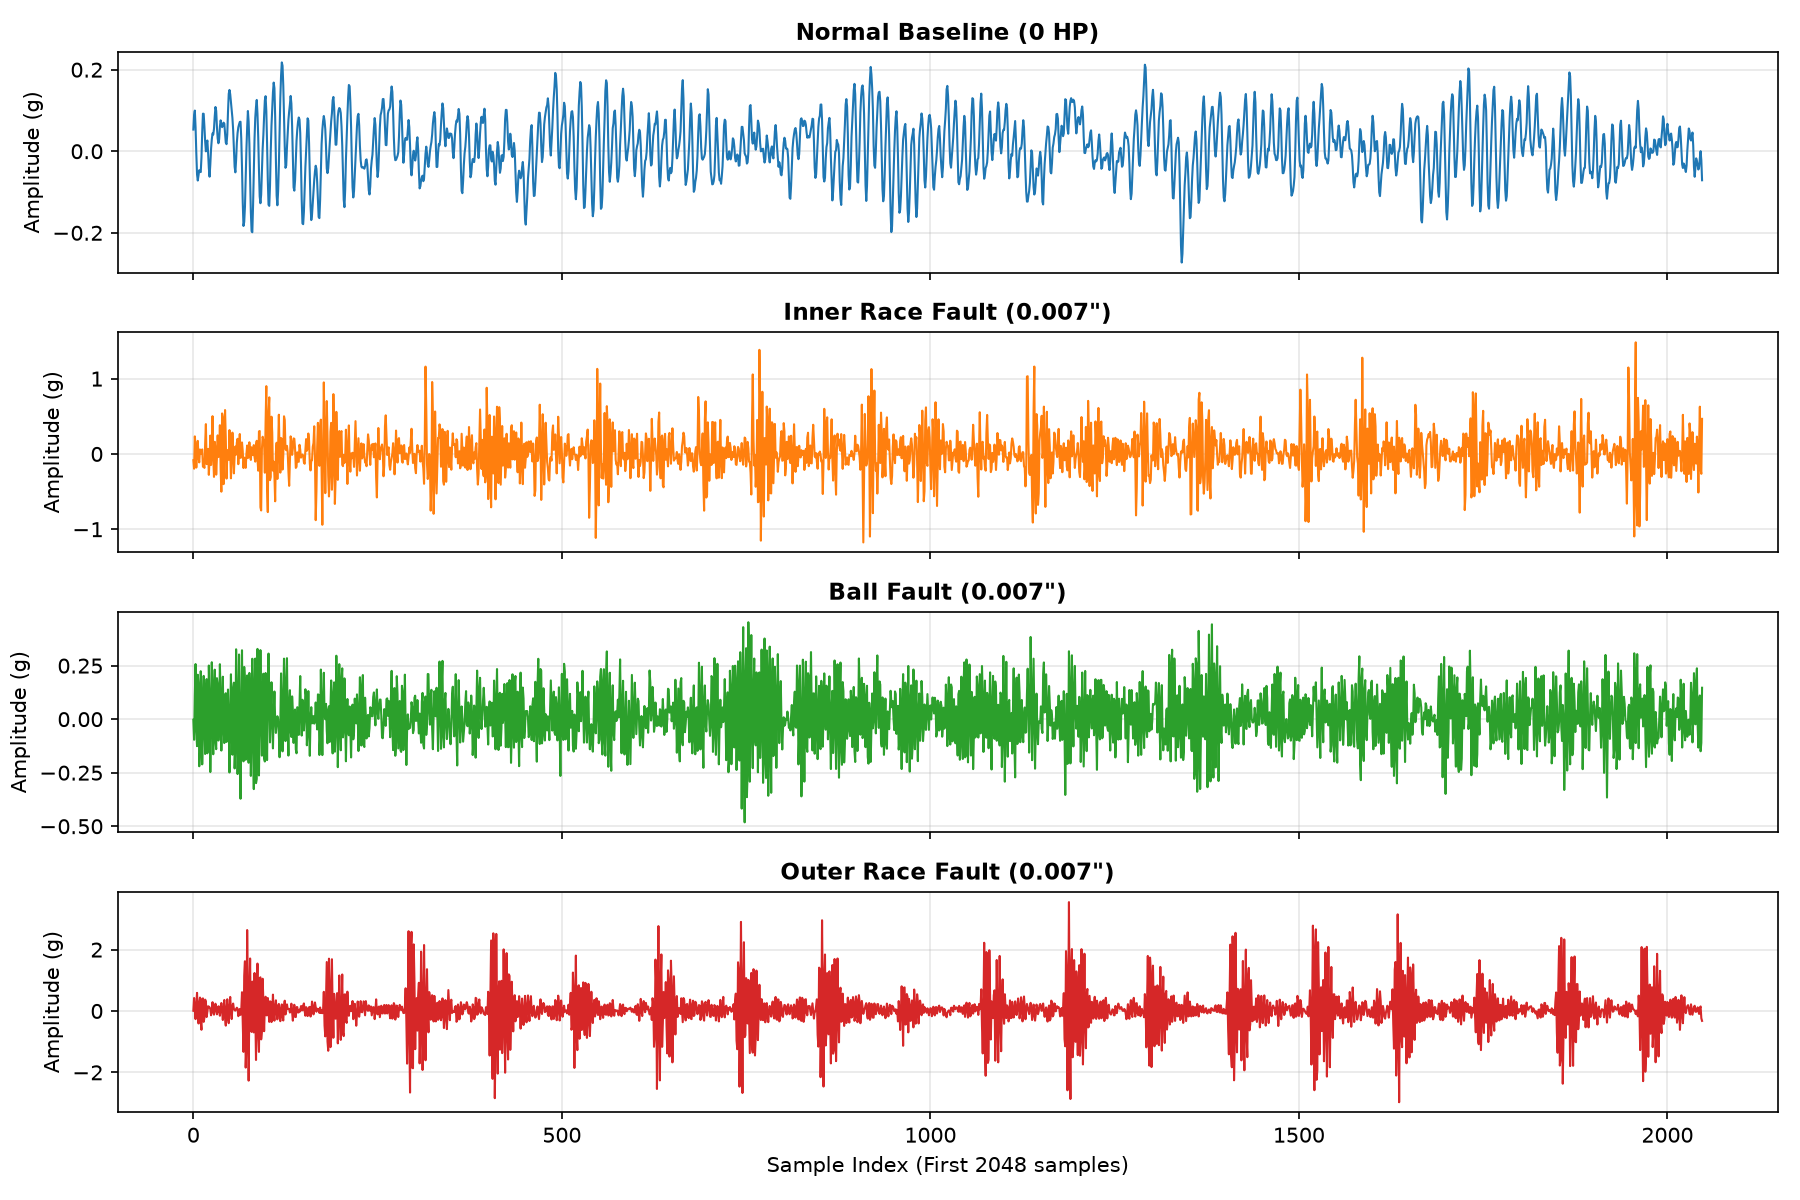 Normal Baseline (0 HP)
Amplitude (g)
0.2
0.0
−0.2
Inner Race Fault (0.007")
Amplitude (g)
1
0
−1
Ball Fault (0.007")
Amplitude (g)
0.25
0.00
−0.25
−0.50
Outer Race Fault (0.007")
Amplitude (g)
2
0
−2
0 500 1000 1500 2000
Sample Index (First 2048 samples)